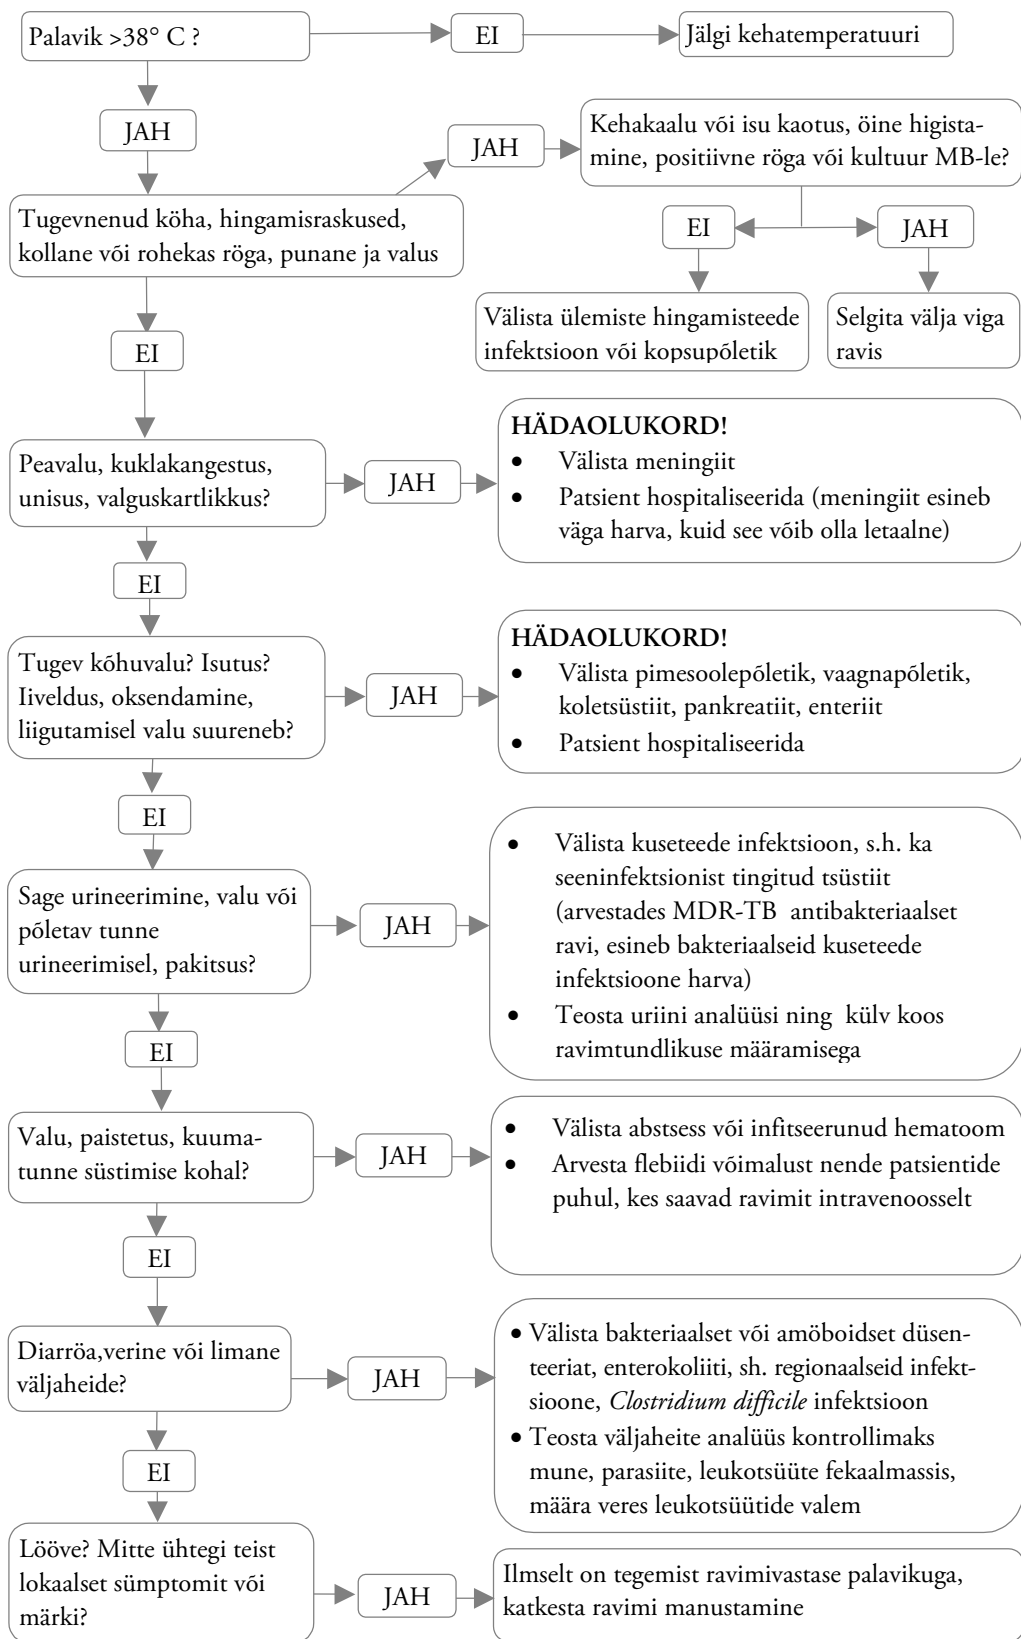 Palavik >38° C ?
EI
Jälgi kehatemperatuuri
JAH
JAH
Kehakaalu või isu kaotus, öine higista-
mine, positiivne röga või kultuur MB-le?
Tugevnenud köha, hingamisraskused,
kollane või rohekas röga, punane ja valus
EI
JAH
Välista ülemiste hingamisteede
infektsioon või kopsupõletik
Selgita välja viga
ravis
EI
Peavalu, kuklakangestus,
unisus, valguskartlikkus?
JAH
HÄDAOLUKORD!
• Välista meningiit
• Patsient hospitaliseerida (meningiit esineb
väga harva, kuid see võib olla letaalne)
EI
Tugev kõhuvalu? Isutus?
Iiveldus, oksendamine,
liigutamisel valu suureneb?
JAH
HÄDAOLUKORD!
• Välista pimesoolepõletik, vaagnapõletik,
koletsüstiit, pankreatiit, enteriit
• Patsient hospitaliseerida
EI
Sage urineerimine, valu või
põletav tunne
urineerimisel, pakitsus?
JAH
• Välista kuseteede infektsioon, s.h. ka
seeninfektsionist tingitud tsüstiit
(arvestades MDR-TB antibakteriaalset
ravi, esineb bakteriaalseid kuseteede
infektsioone harva)
• Teosta uriini analüüsi ning külv koos
ravimtundlikuse määramisega
EI
Valu, paistetus, kuuma-
tunne süstimise kohal?
JAH
• Välista abstsess või infitseerunud hematoom
• Arvesta flebiidi võimalust nende patsientide
puhul, kes saavad ravimit intravenoosselt
EI
Diarröa,verine või limane
väljaheide?
JAH
• Välista bakteriaalset või amöboidset düsen-
teeriat, enterokoliiti, sh. regionaalseid infekt-
sioone, Clostridium difficile infektsioon
• Teosta väljaheite analüüs kontrollimaks
mune, parasiite, leukotsüüte fekaalmassis,
määra veres leukotsüütide valem
EI
Lööve? Mitte ühtegi teist
lokaalset sümptomit või
märki?
JAH
Ilmselt on tegemist ravimivastase palavikuga,
katkesta ravimi manustamine